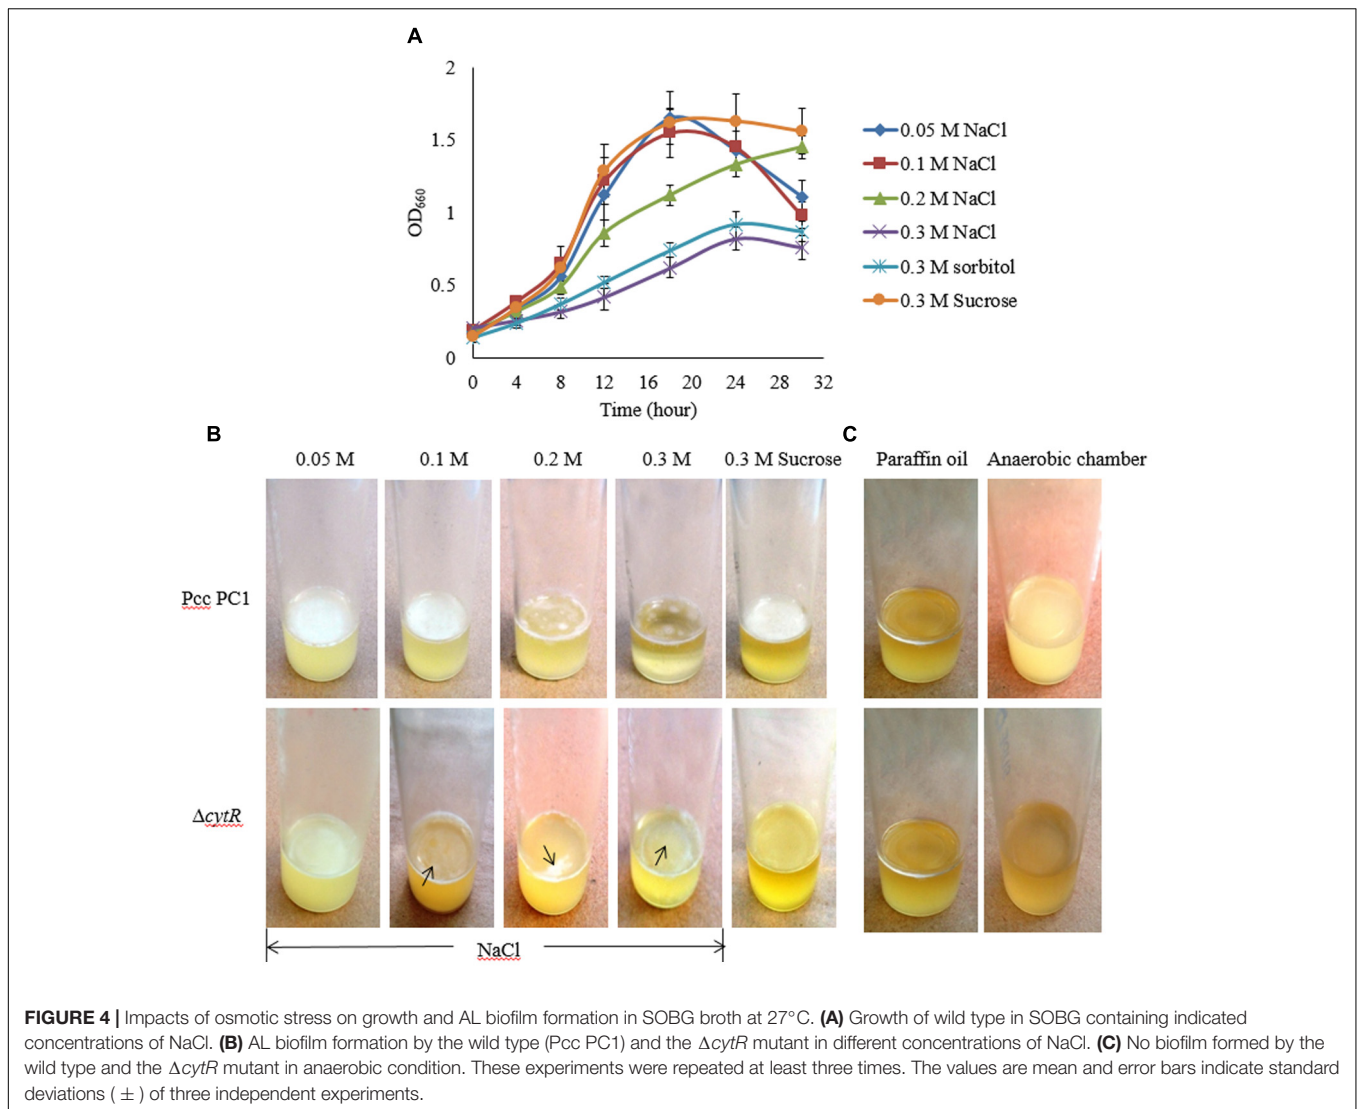 A
2
1.5
1
0.5
0
OD660
0 4 8 12 16 20 24 28 32
Time (hour)
0.05 M NaCl
0.1 M NaCl
0.2 M NaCl
0.3 M NaCl
0.3 M sorbitol
0.3 M Sucrose
B
0.05 M 0.1 M 0.2 M 0.3 M 0.3 M Sucrose
Pcc PC1
ΔcytR
NaCl
C
Paraffin oil Anaerobic chamber
FIGURE 4 | Impacts of osmotic stress on growth and AL biofilm formation in SOBG broth at 27°C. (A) Growth of wild type in SOBG containing indicated
concentrations of NaCl. (B) AL biofilm formation by the wild type (Pcc PC1) and the ΔcytR mutant in different concentrations of NaCl. (C) No biofilm formed by the
wild type and the ΔcytR mutant in anaerobic condition. These experiments were repeated at least three times. The values are mean and error bars indicate standard
deviations ( ± ) of three independent experiments.